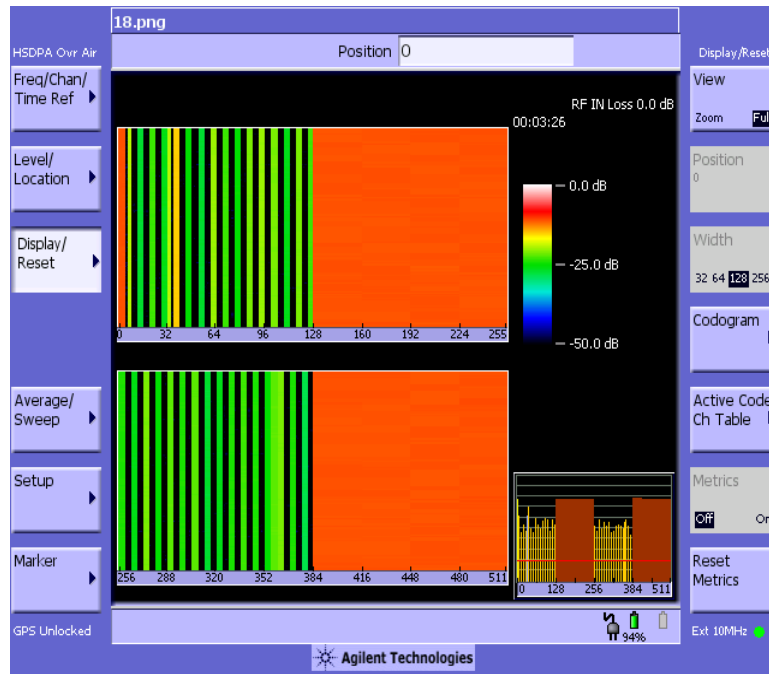 18.png
HSDPA Ovr Air
Position 0
Display/Reset
Freq/Chan/
Time Ref
Level/
Location
Display/
Reset
Average/
Sweep
Setup
Marker
GPS Unlocked
RF IN Loss 0.0 dB
00:03:26
0.0 dB
-25.0 dB
-50.0 dB
0 32 64 96 128 160 192 224 255
256 288 320 352 384 416 448 480 511
0 128 256 384 511
View
Zoom Ful
Position
0
Width
32 64 128 256
Codogram
Active Code
Ch Table
Metrics
Off On
Reset
Metrics
94%
Ext 10MHz
Agilent Technologies